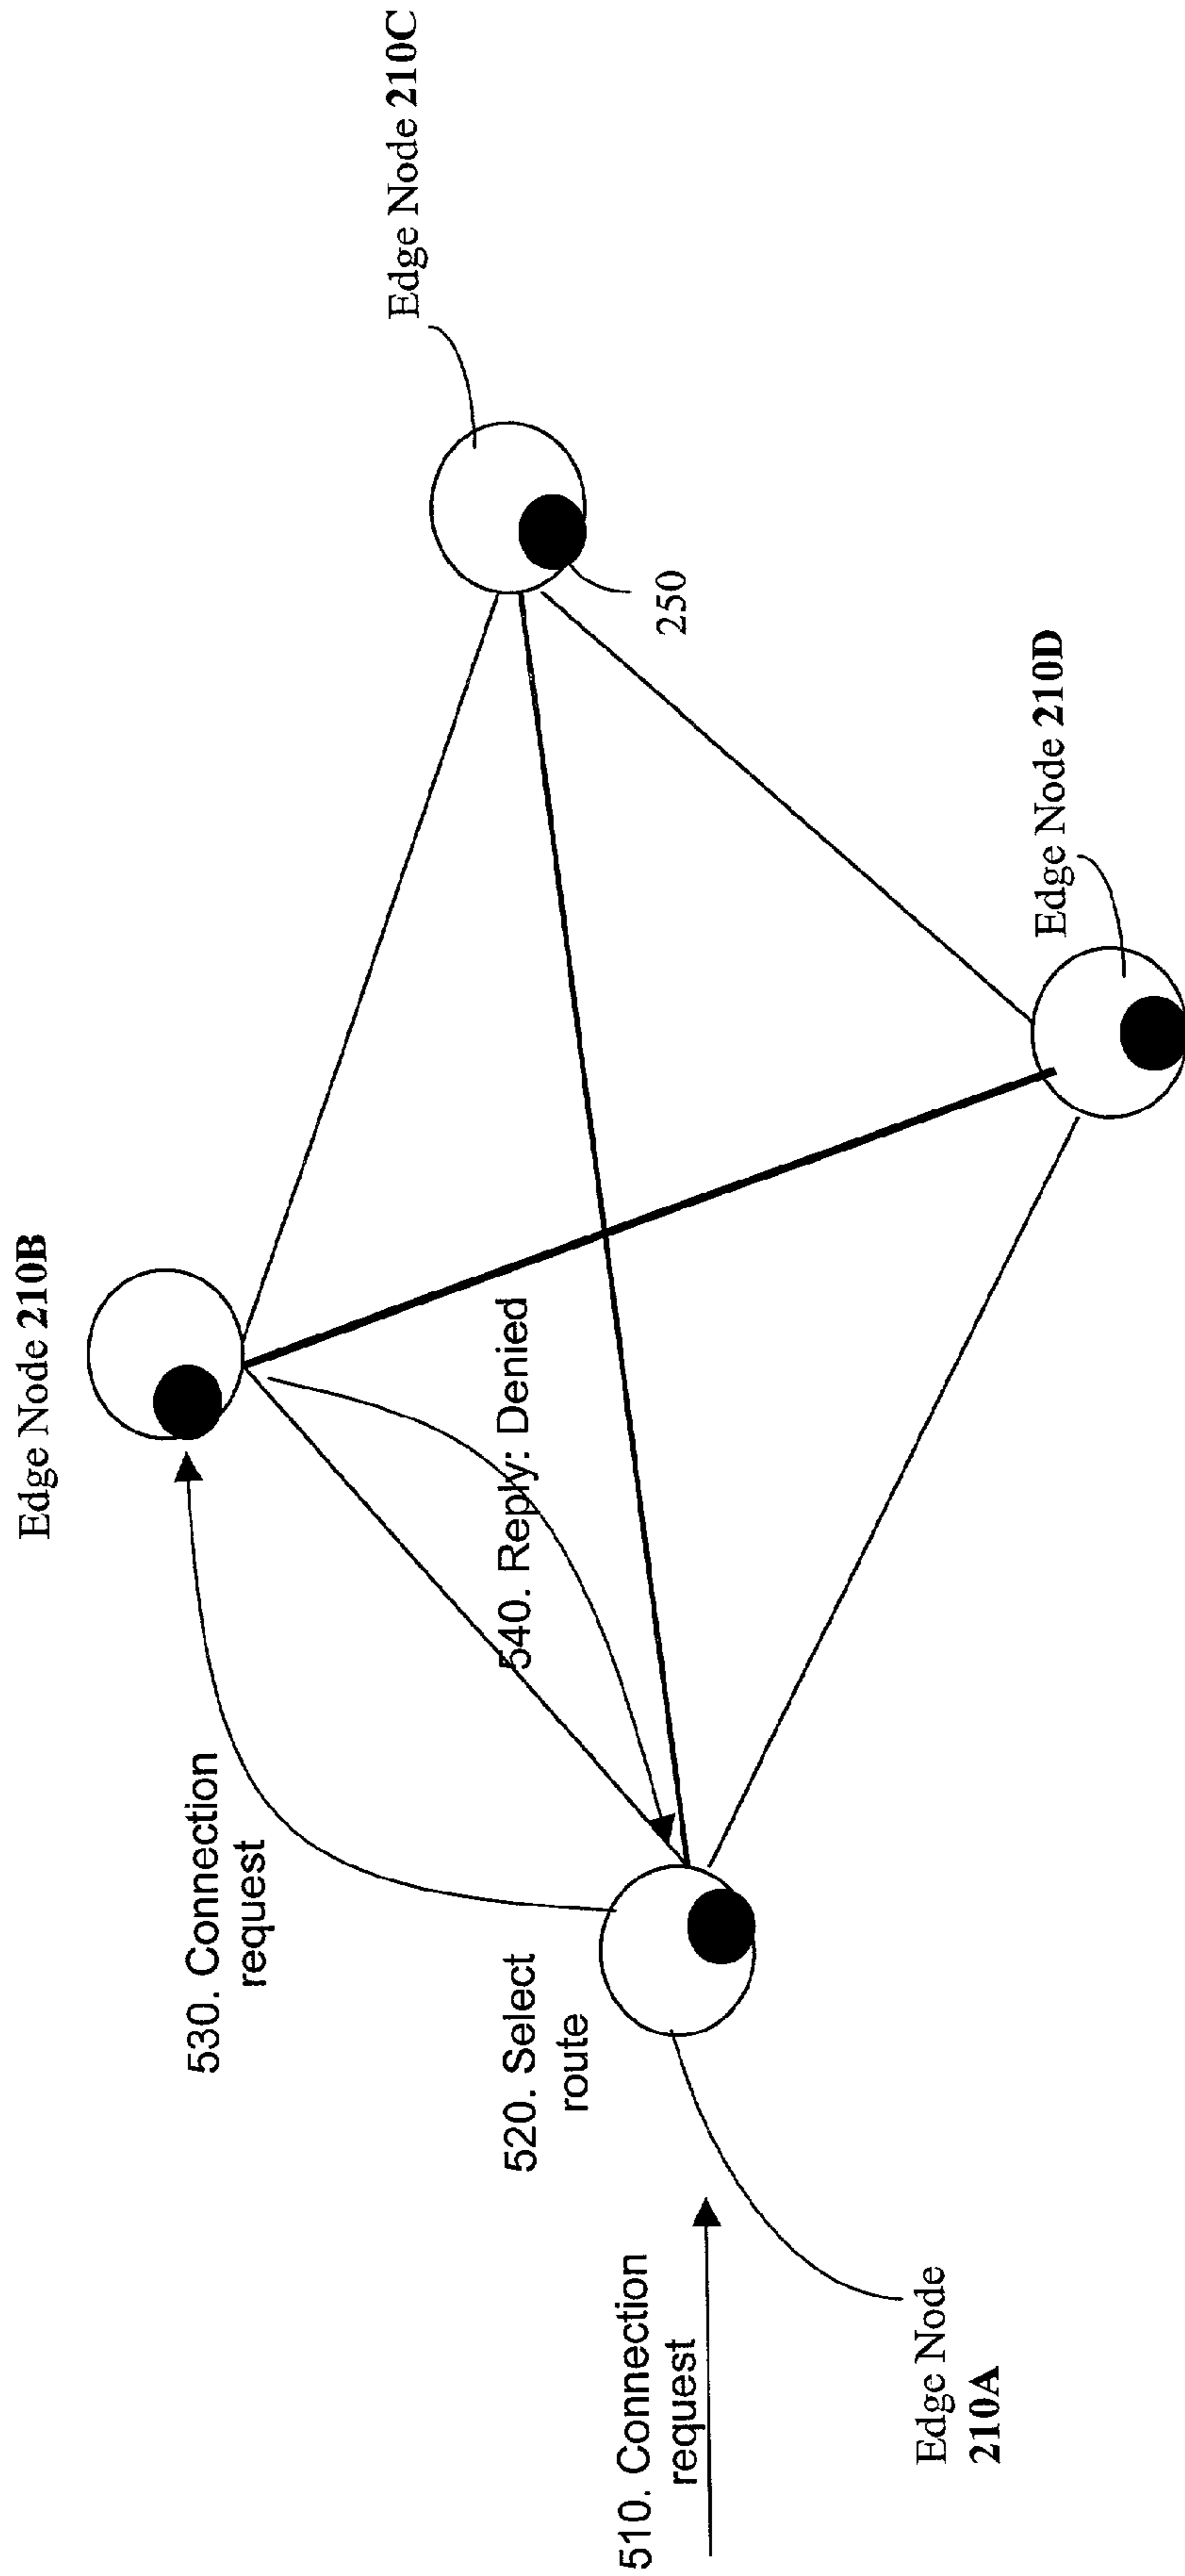 Edge Node 210B
Edge Node 210C
530. Connection
request
540. Reply: Denied
520. Select
route
250
510. Connection
request
Edge Node 210D
Edge Node
210A